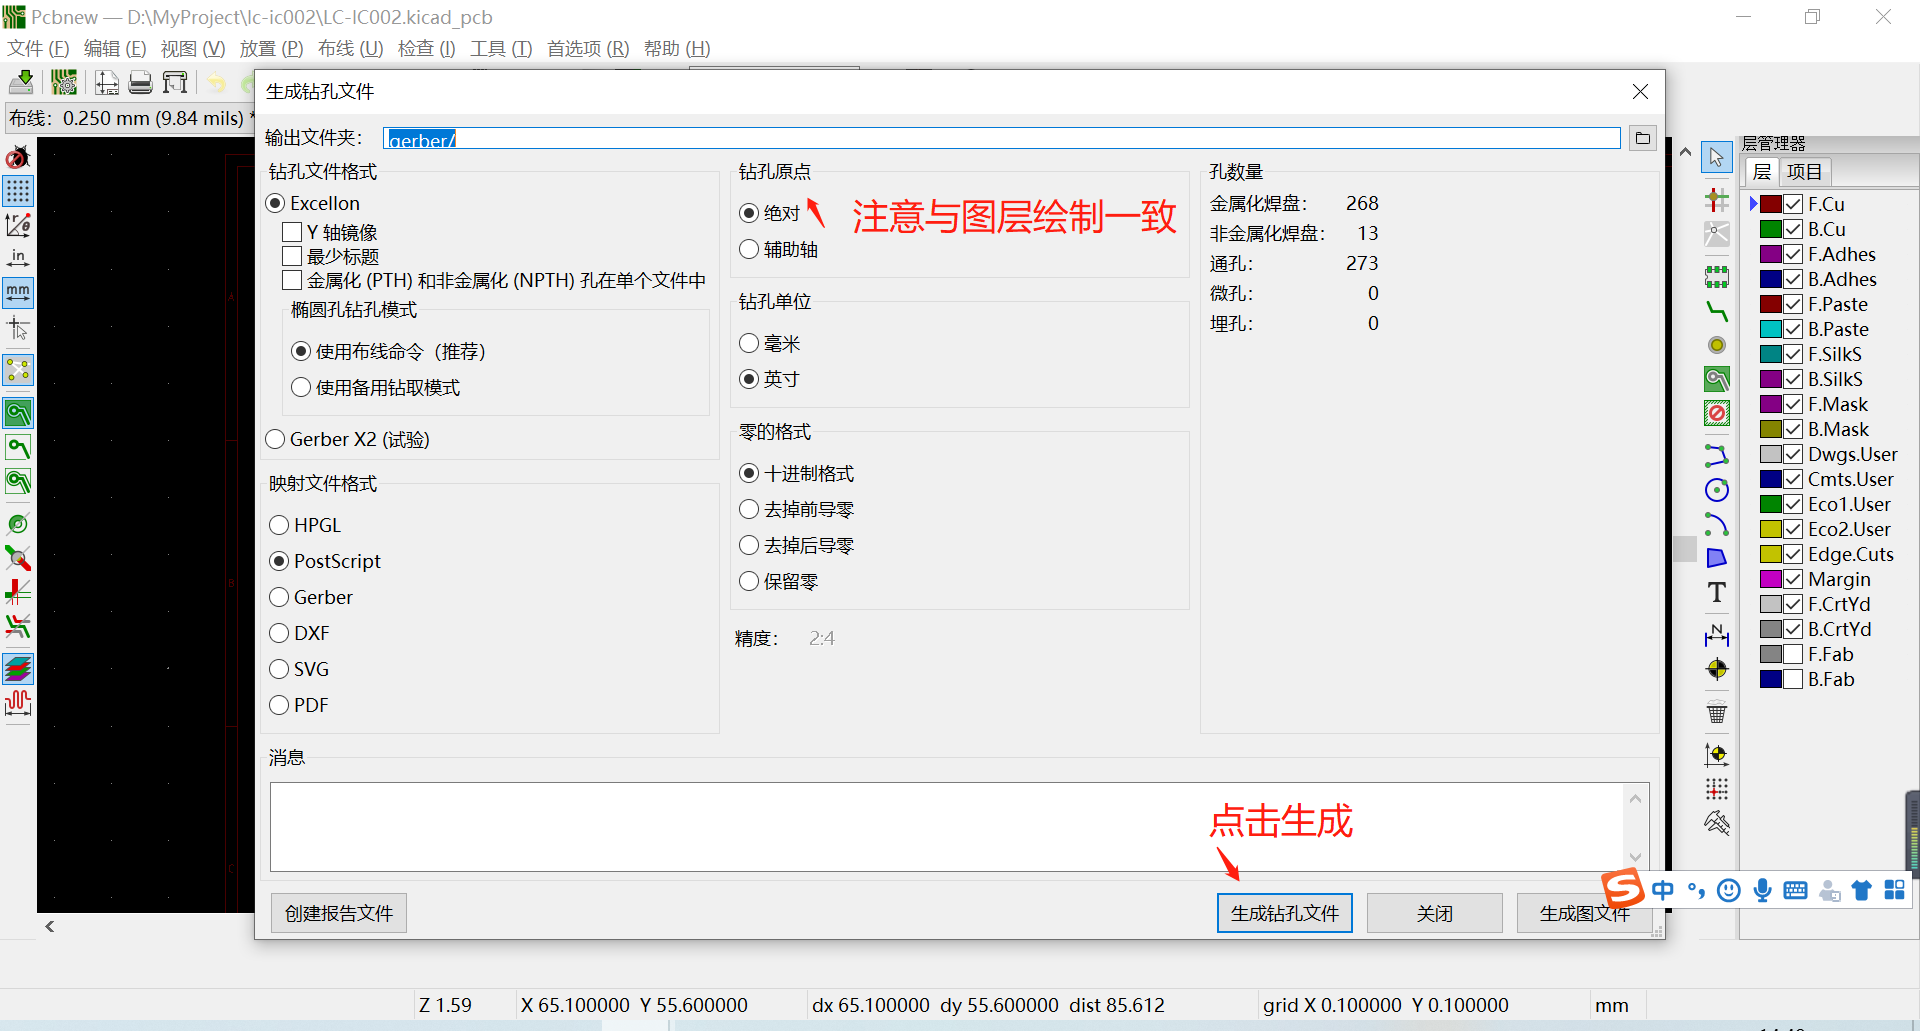 Pcbnew — D:\MyProject\lc-ic002\LC-IC002.kicad_pcb
文件 (F) 编辑 (E) 视图 (V) 放置 (P) 布线 (U) 检查 (I) 工具 (T) 首选项 (R) 帮助 (H)
布线: 0.250 mm (9.84 mils) *
生成钻孔文件
输出文件夹:
gerber/
钻孔文件格式
Excellon
Y 轴镜像
最少标题
金属化 (PTH) 和非金属化 (NPTH) 孔在单个文件中
椭圆孔钻孔模式
使用布线命令（推荐）
使用备用钻取模式
Gerber X2 (试验)
映射文件格式
HPGL
PostScript
Gerber
DXF
SVG
PDF
钻孔原点
绝对
辅助轴
注意与图层绘制一致
钻孔单位
毫米
英寸
零的格式
十进制格式
去掉前导零
去掉后导零
保留零
精度: 2:4
孔数量
金属化焊盘: 268
非金属化焊盘: 13
通孔: 273
微孔: 0
埋孔: 0
消息
点击生成
创建报告文件
生成钻孔文件
关闭
生成图文件
层管理器
层 项目
F.Cu
B.Cu
F.Adhes
B.Adhes
F.Paste
B.Paste
F.SilkS
B.SilkS
F.Mask
B.Mask
Dwgs.User
Cmts.User
Eco1.User
Eco2.User
Edge.Cuts
Margin
F.CrtYd
B.CrtYd
F.Fab
B.Fab
in
mm
T
N
S 中
Z 1.59
X 65.100000 Y 55.600000
dx 65.100000 dy 55.600000 dist 85.612
grid X 0.100000 Y 0.100000
mm